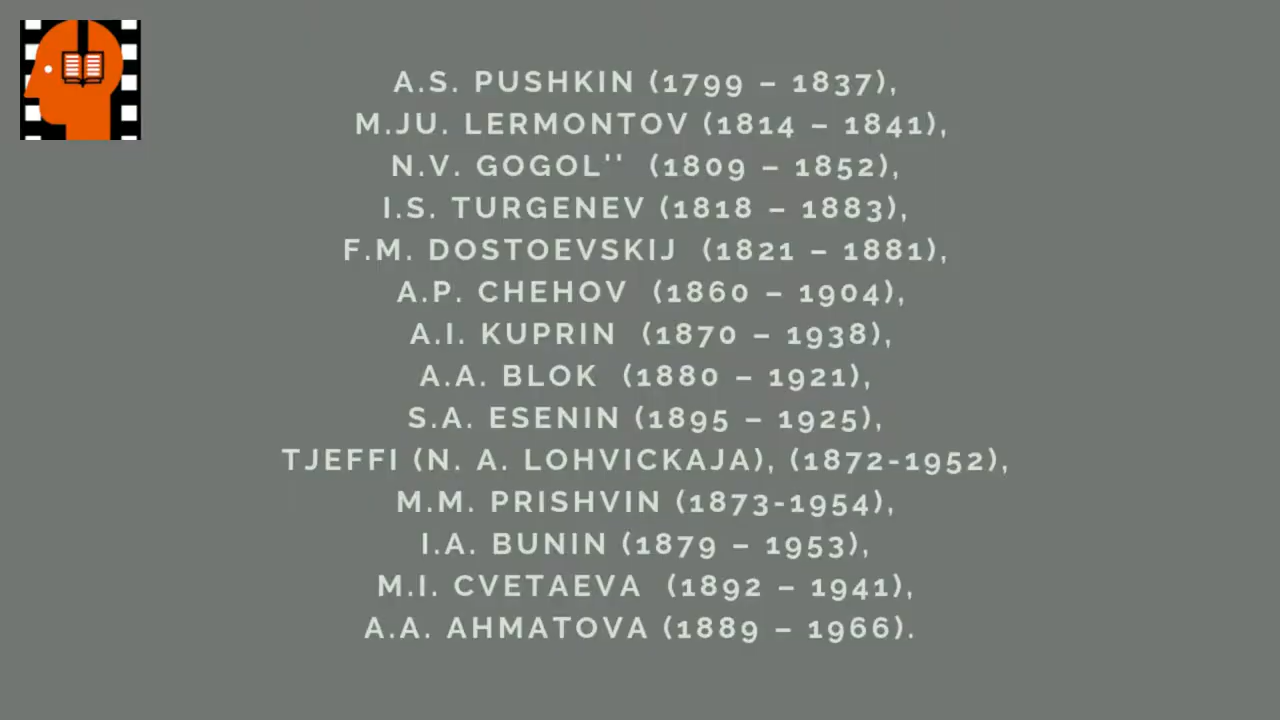 A.S. PUSHKIN (1799 – 1837),
M.JU. LERMONTOV (1814 – 1841),
N.V. GOGOL'' (1809 – 1852),
I.S. TURGENEV (1818 – 1883),
F.M. DOSTOEVSKIJ (1821 – 1881),
A.P. CHEHOV (1860 – 1904),
A.I. KUPRIN (1870 – 1938),
A.A. BLOK (1880 – 1921),
S.A. ESENIN (1895 – 1925),
TJEFFI (N. A. LOHVICKAJA), (1872-1952),
M.M. PRISHVIN (1873-1954),
I.A. BUNIN (1879 – 1953),
M.I. CVETAEVA (1892 – 1941),
A.A. AHMATOVA (1889 – 1966).